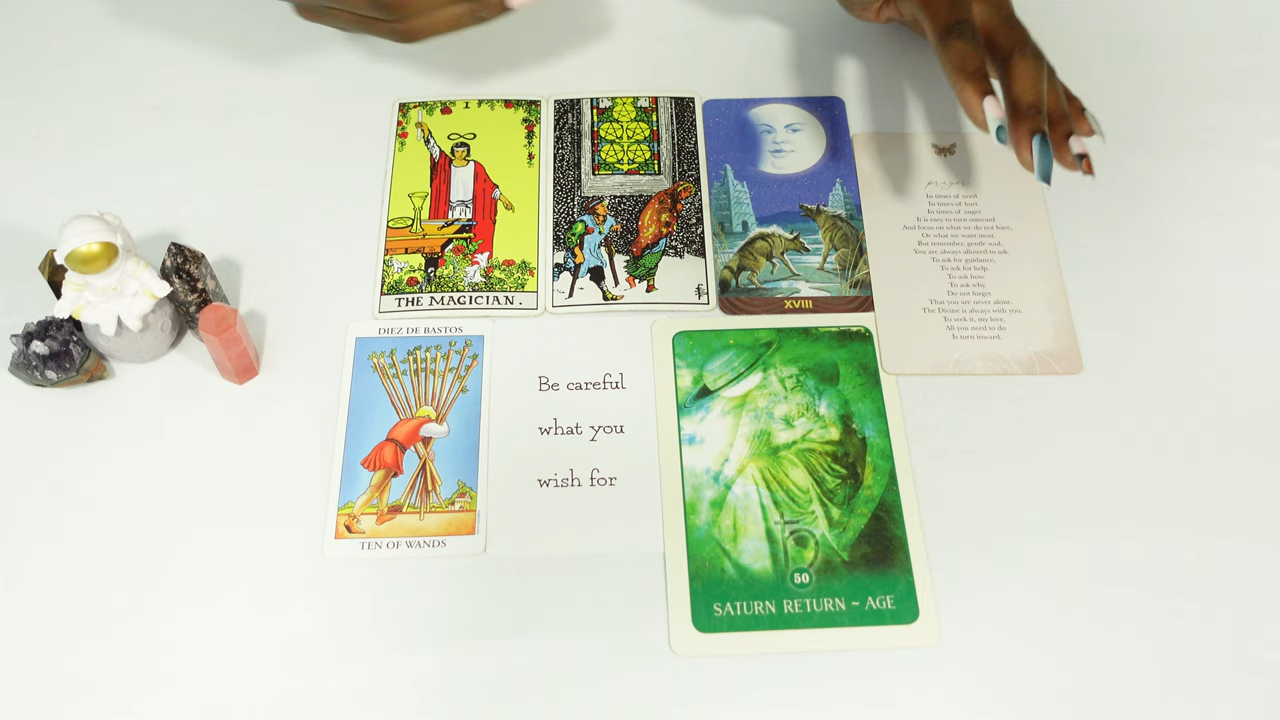 I
THE MAGICIAN.
XVIII
prayer
In times of need
In times of hurt
In times of anger
It is easy to turn outward
And focus on what we do not have,
Or what we want most.
But remember, gentle soul,
You are always allowed to ask.
To ask for guidance,
To ask for help.
To ask how.
To ask why.
Do not forget
That you are never alone.
The Divine is always with you.
To seek it, my love,
All you need to do
Is turn inward.
DIEZ DE BASTOS
TEN OF WANDS
Be careful
what you
wish for
50
SATURN RETURN ~ AGE